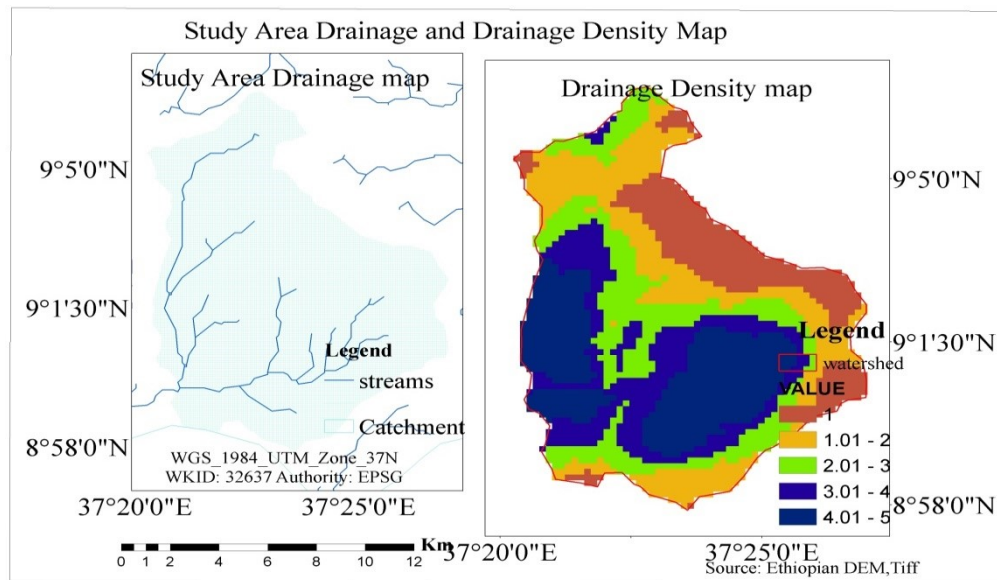 Study Area Drainage and Drainage Density Map
Study Area Drainage map
9°5'0"N
9°1'30"N
8°58'0"N
Legend
streams
Catchment
WGS_1984_UTM_Zone_37N
WKID: 32637 Authority: EPSG
37°20'0"E
37°25'0"E
0 2 4 6 8 10 12
Km
Drainage Density map
9°5'0"N
9°1'30"N
8°58'0"N
Legend
watershed
VALUE
1
1.01 - 2
2.01 - 3
3.01 - 4
4.01 - 5
37°20'0"E
37°25'0"E
Source: Ethiopian DEM,Tiff